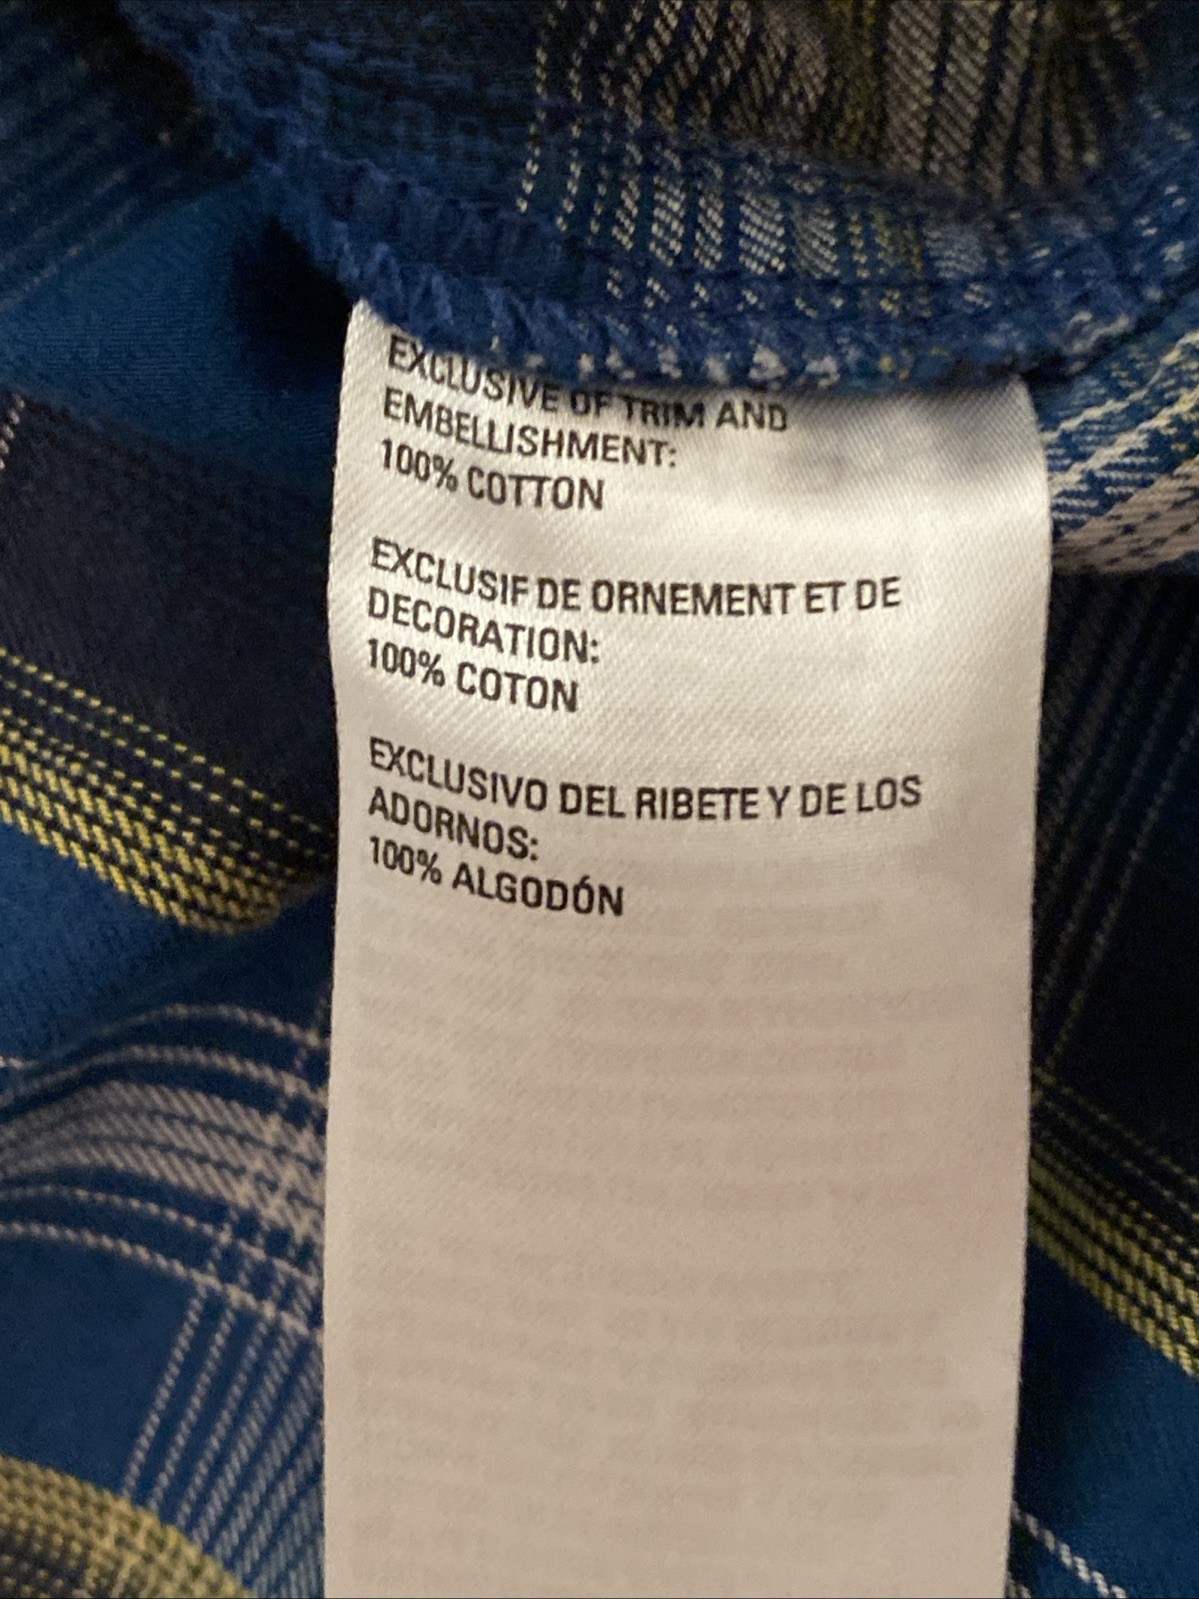 EXCLUSIVE OF TRIM AND
EMBELLISHMENT:
100% COTTON
EXCLUSIF DE ORNEMENT ET DE
DECORATION:
100% COTON
EXCLUSIVO DEL RIBETE Y DE LOS
ADORNOS:
100% ALGODÓN